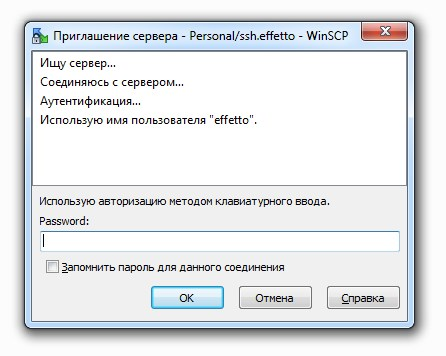 Приглашение сервера - Personal/ssh.effetto - WinSCP
Ищу сервер...
Соединяюсь с сервером...
Аутентификация...
Использую имя пользователя "effetto".
Использую авторизацию методом клавиатурного ввода.
Password:
Запомнить пароль для данного соединения
OK
Отмена
Справка